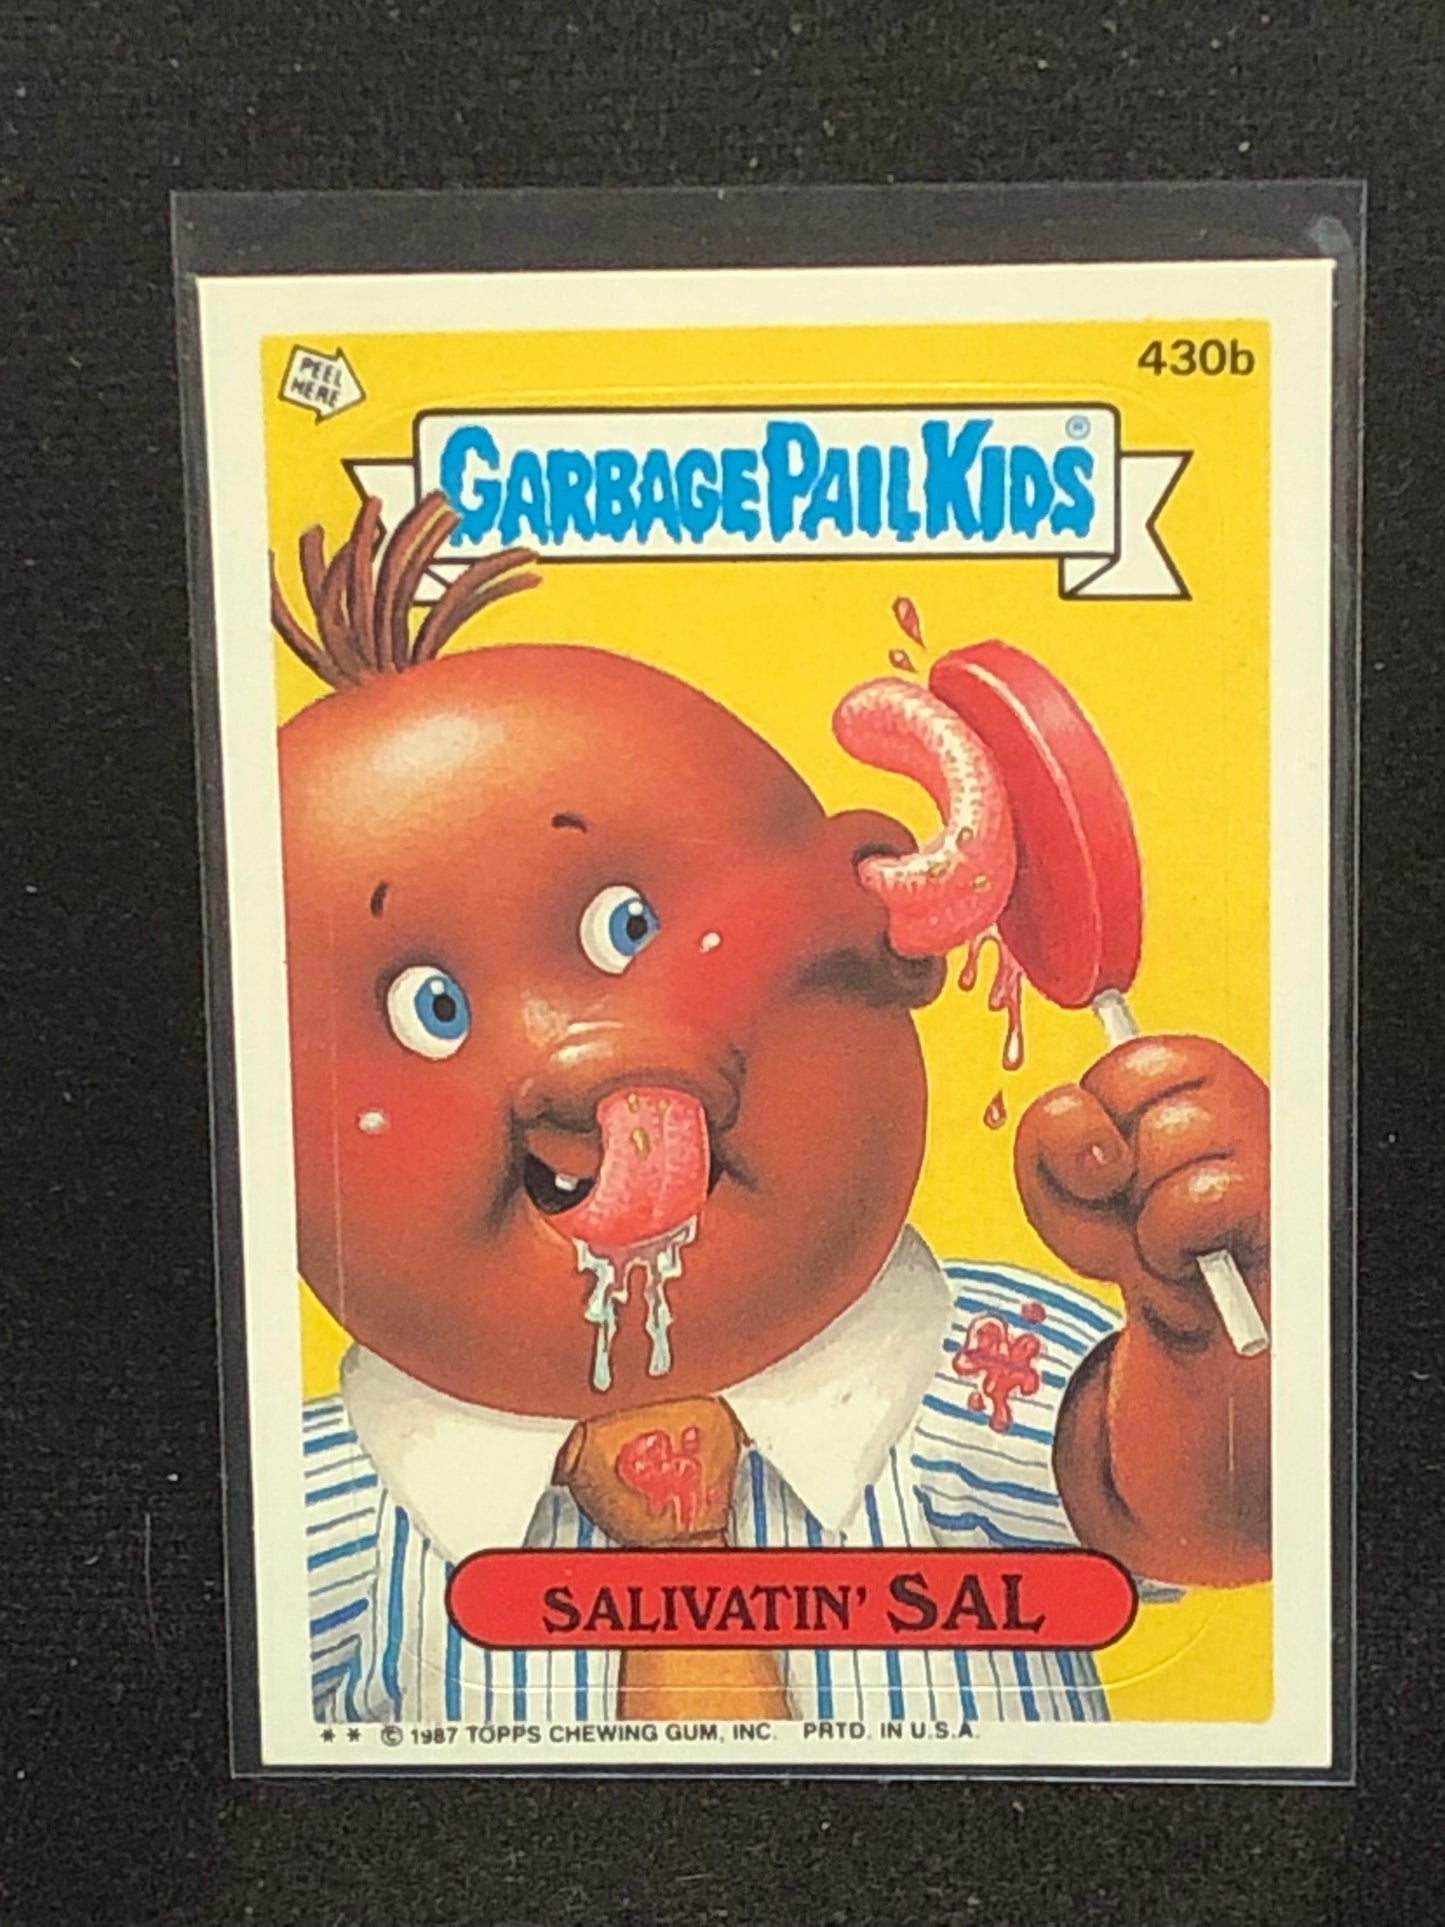 PEEL
HERE
430b
GARBAGE PAIL KIDS®
SALIVATIN' SAL
* * © 1987 TOPPS CHEWING GUM, INC. PRTD. IN U.S.A.